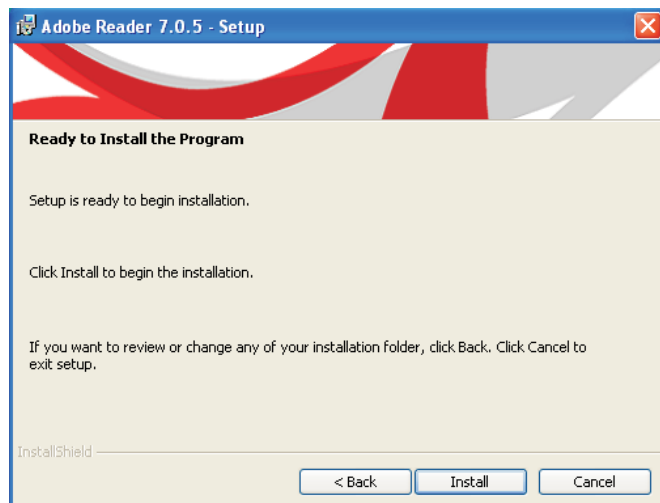 Adobe Reader 7.0.5 - Setup
Ready to Install the Program
Setup is ready to begin installation.
Click Install to begin the installation.
If you want to review or change any of your installation folder, click Back. Click Cancel to
exit setup.
InstallShield
< Back Install Cancel